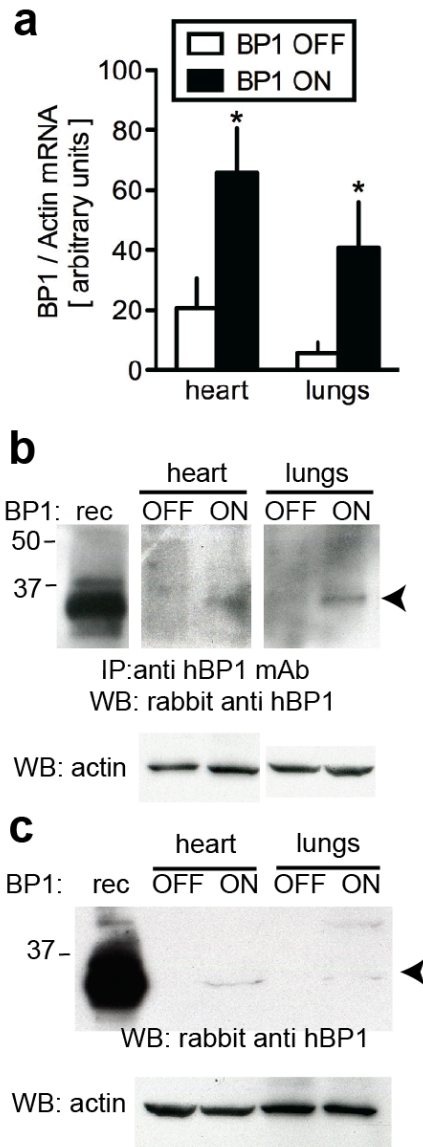 a
BP1 OFF
BP1 ON
BP1 / Actin mRNA
[ arbitrary units ]
100
80
60
40
20
0
*
*
heart lungs
b
heart lungs
BP1: rec OFF ON OFF ON
50
37
IP:anti hBP1 mAb
WB: rabbit anti hBP1
WB: actin
c
heart lungs
BP1: rec OFF ON OFF ON
37
WB: rabbit anti hBP1
WB: actin